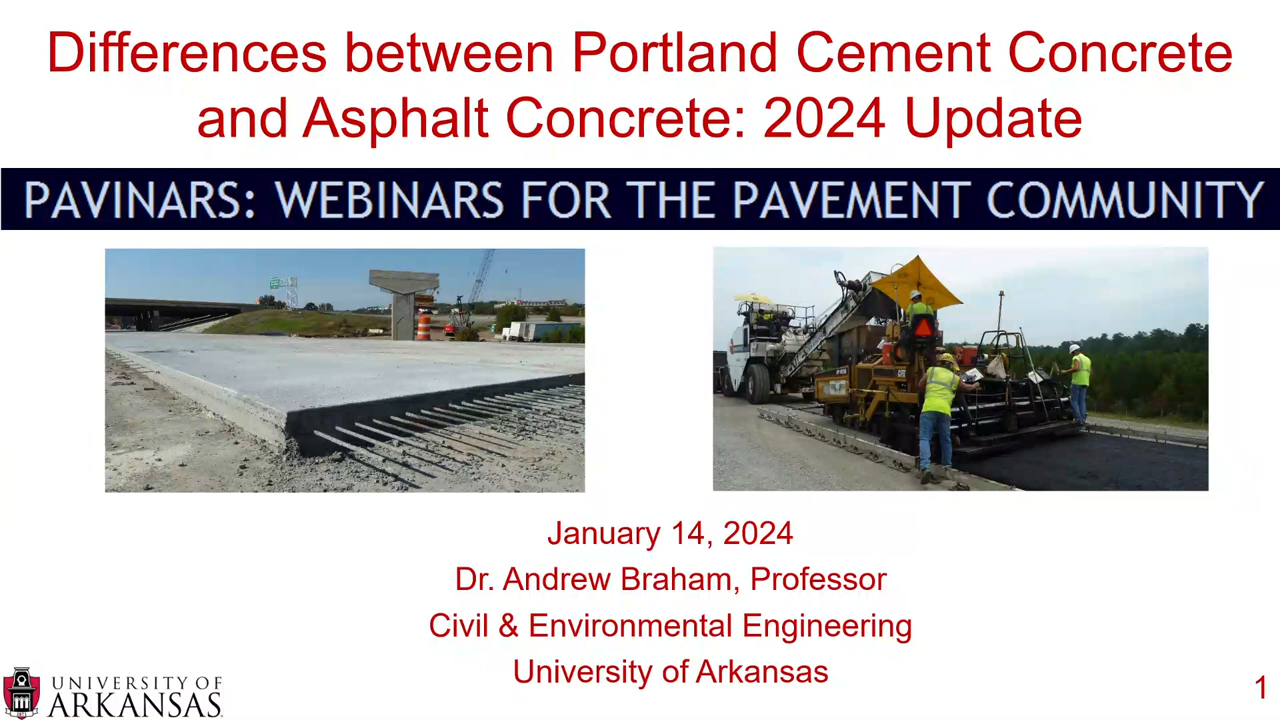 Differences between Portland Cement Concrete
and Asphalt Concrete: 2024 Update
PAVINARS: WEBINARS FOR THE PAVEMENT COMMUNITY
January 14, 2024
Dr. Andrew Braham, Professor
Civil & Environmental Engineering
University of Arkansas
UNIVERSITY OF
ARKANSAS
1